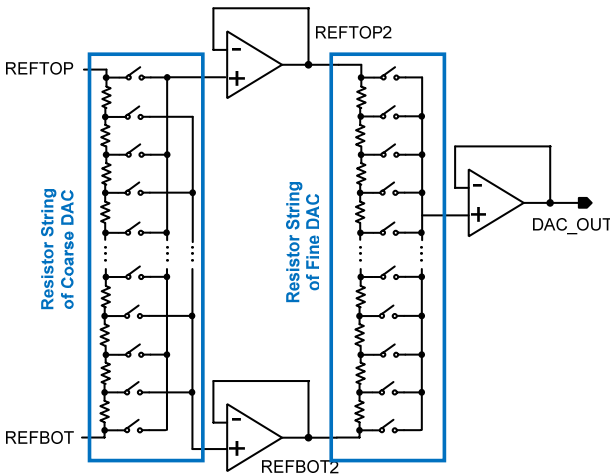 REFTOP
REFTOP2
Resistor String
of Coarse DAC
Resistor String
of Fine DAC
DAC_OUT
REFBOT
REFBOT2